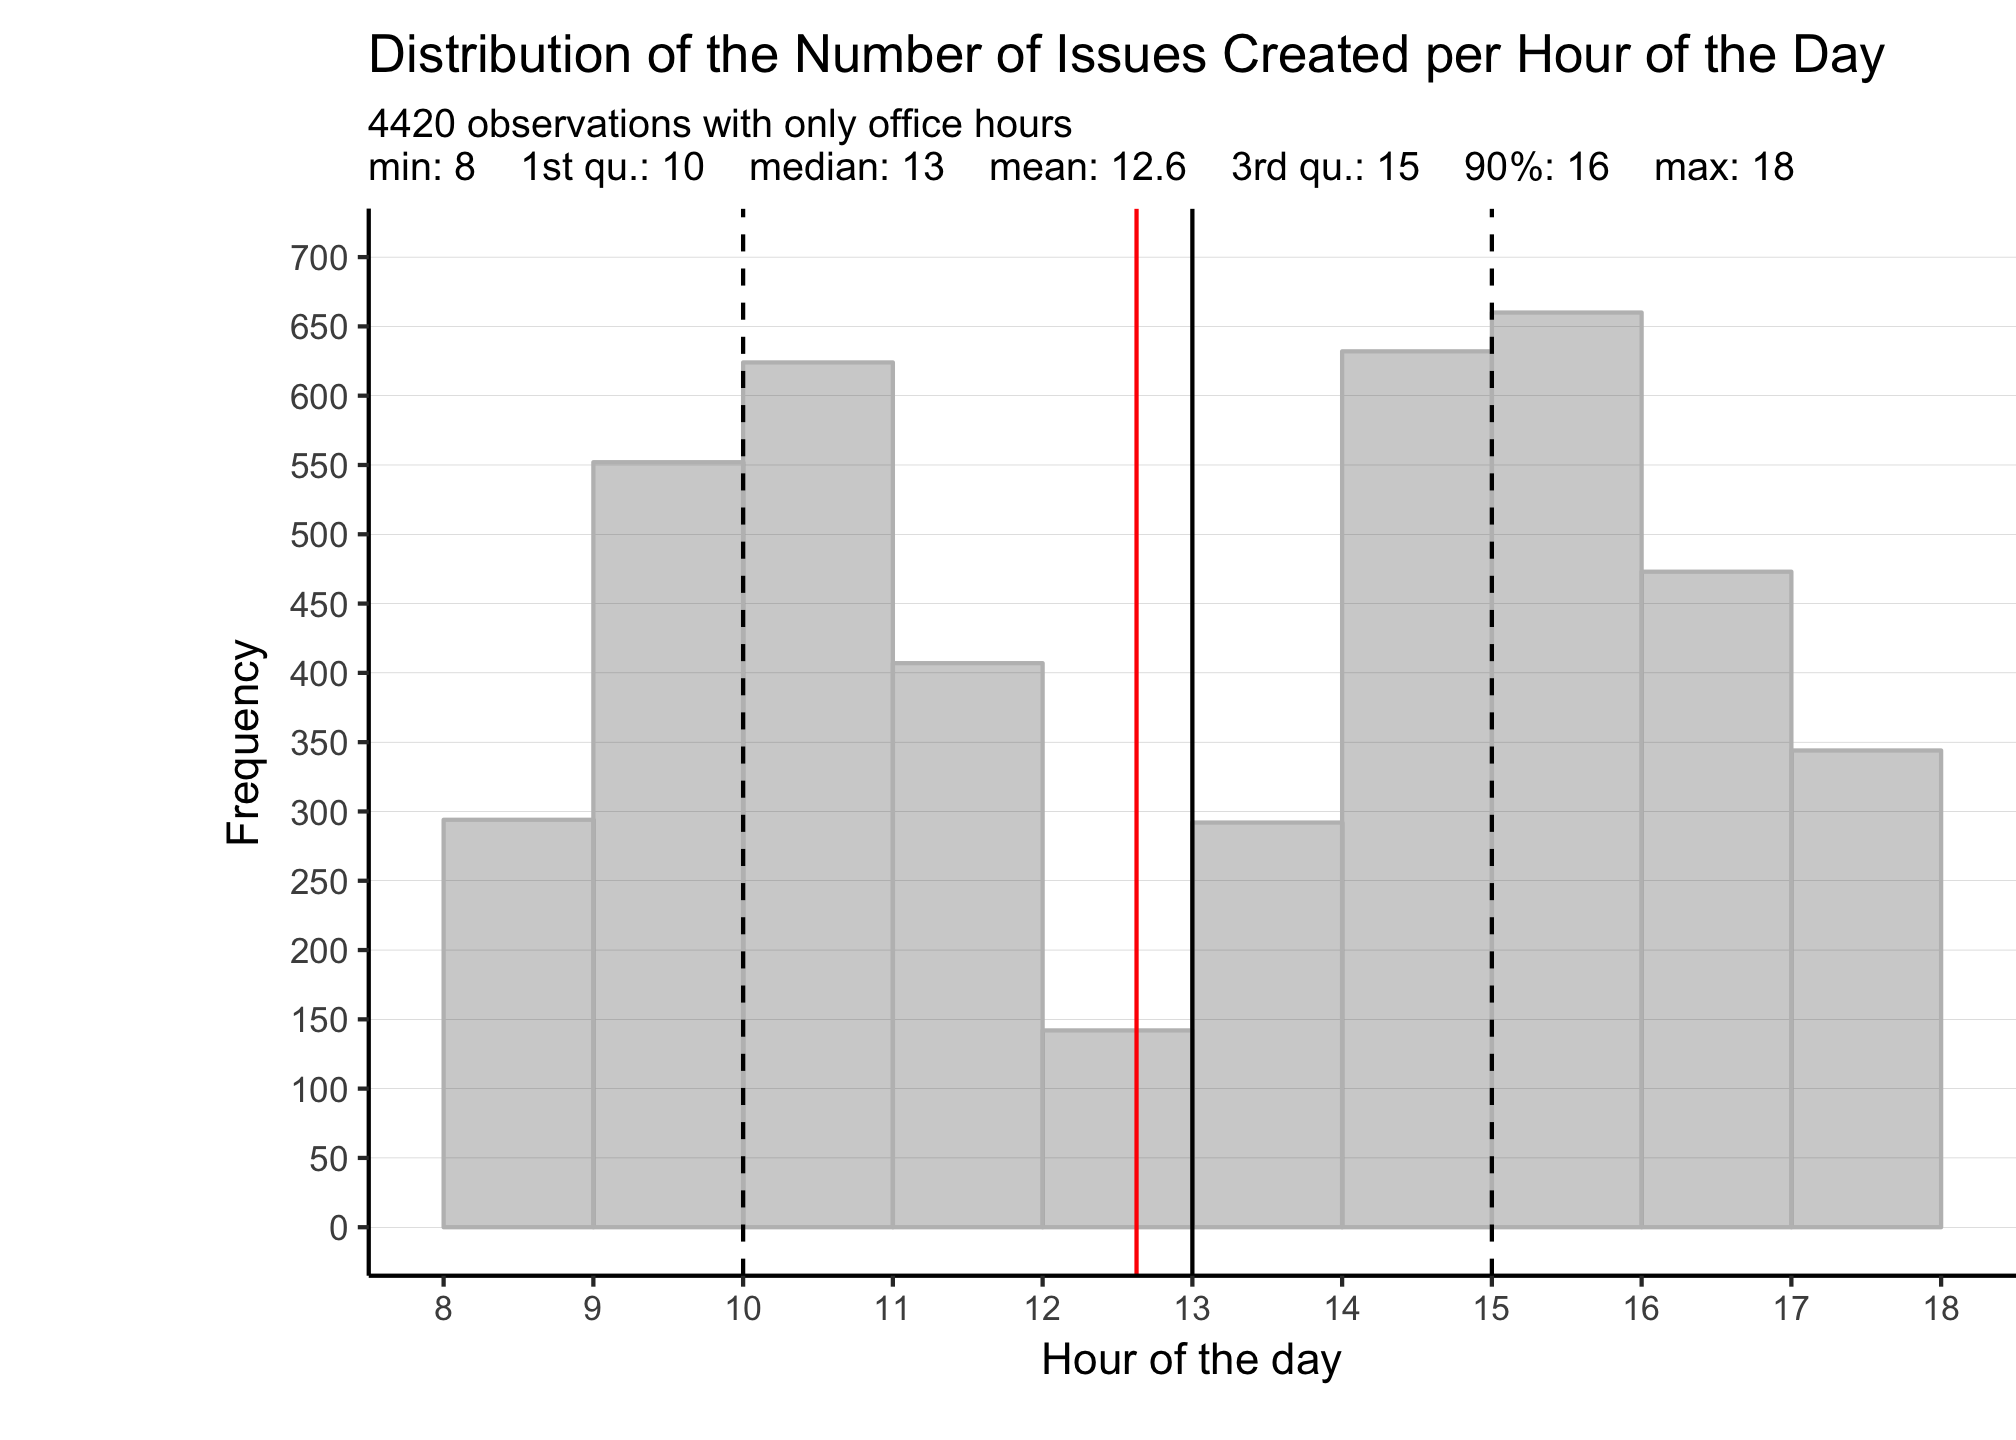 Distribution of the Number of Issues Created per Hour of the Day
4420 observations with only office hours
min: 8 1st qu.: 10 median: 13 mean: 12.6 3rd qu.: 15 90%: 16 max: 18
700
650
600
550
500
450
400
350
300
250
200
150
100
50
0
Frequency
8 9 10 11 12 13 14 15 16 17 18
Hour of the day